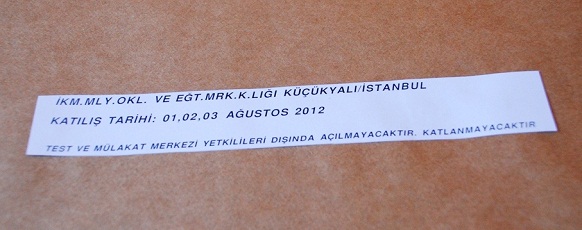 İKM.MLY.OKL. VE EĞT.MRK.K.LIĞI KÜÇÜKYALI/İSTANBUL
KATILIŞ TARİHİ: 01,02,03 AĞUSTOS 2012
TEST VE MÜLAKAT MERKEZİ YETKİLİLERİ DIŞINDA AÇILMAYACAKTIR. KATLANMAYACAKTIR